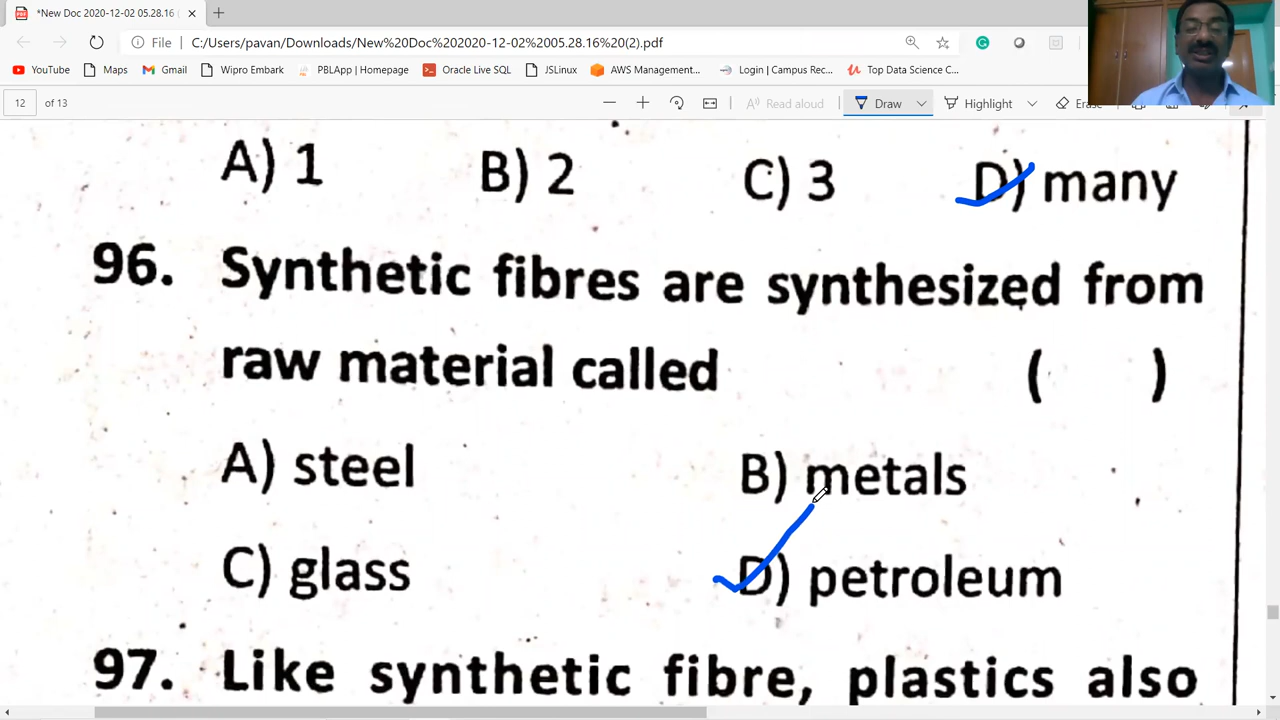 *New Doc 2020-12-02 05.28.16 (
File
C:/Users/pavan/Downloads/New%20Doc%202020-12-02%2005.28.16%20(2).pdf
YouTube Maps Gmail Wipro Embark PBLApp | Homepage Oracle Live SQL JSLinux AWS Management... Login | Campus Rec... Top Data Science C...
12 of 13 Read aloud Draw Highlight Erase
A) 1 B) 2 C) 3 D) many
96. Synthetic fibres are synthesized from
raw material called ( )
A) steel B) metals
C) glass D) petroleum
97. Like synthetic fibre, plastics also